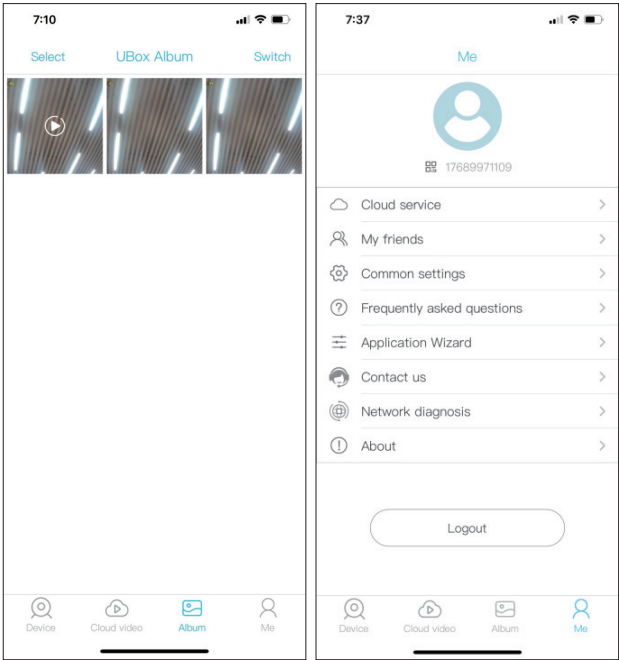 7:10
Select UBox Album Switch
Device Cloud video Album Me
7:37
Me
17689971109
Cloud service
My friends
Common settings
Frequently asked questions
Application Wizard
Contact us
Network diagnosis
About
Logout
Device Cloud video Album Me